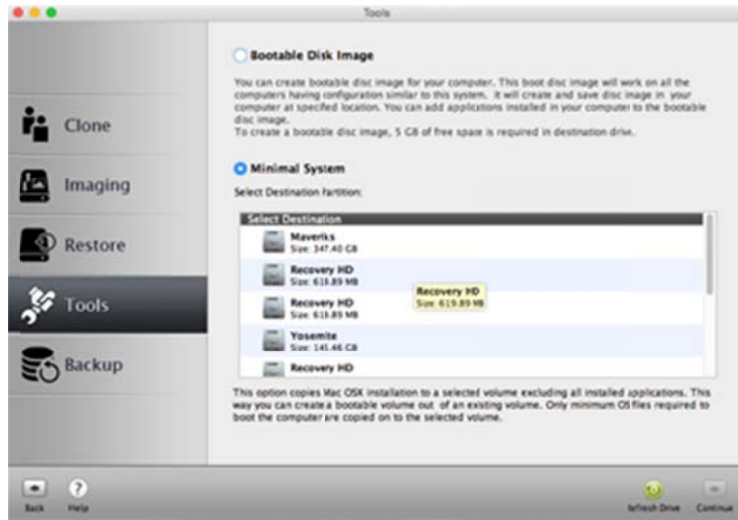 Tools
Bootable Disk Image
You can create bootable disc image for your computer. This boot disc image will work on all the
computers having configuration similar to this system. It will create and save disc image in your
computer at specified location. You can add applications installed in your computer to the bootable
disc image.
To create a bootable disc image, 5 GB of free space is required in destination drive.
Clone
Imaging
Restore
Tools
Backup
Minimal System
Select Destination Partition:
Select Destination
Maveriks
Size: 347.40 GB
Recovery HD
Size: 619.89 MB
Recovery HD
Size: 619.89 MB
Recovery HD
Size: 619.89 MB
Yosemite
Size: 145.46 GB
Recovery HD
This option copies Mac OSX installation to a selected volume excluding all installed applications. This
way you can create a bootable volume out of an existing volume. Only minimum OS files required to
boot the computer are copied on to the selected volume.
Back
Help
Refresh Drive
Continue